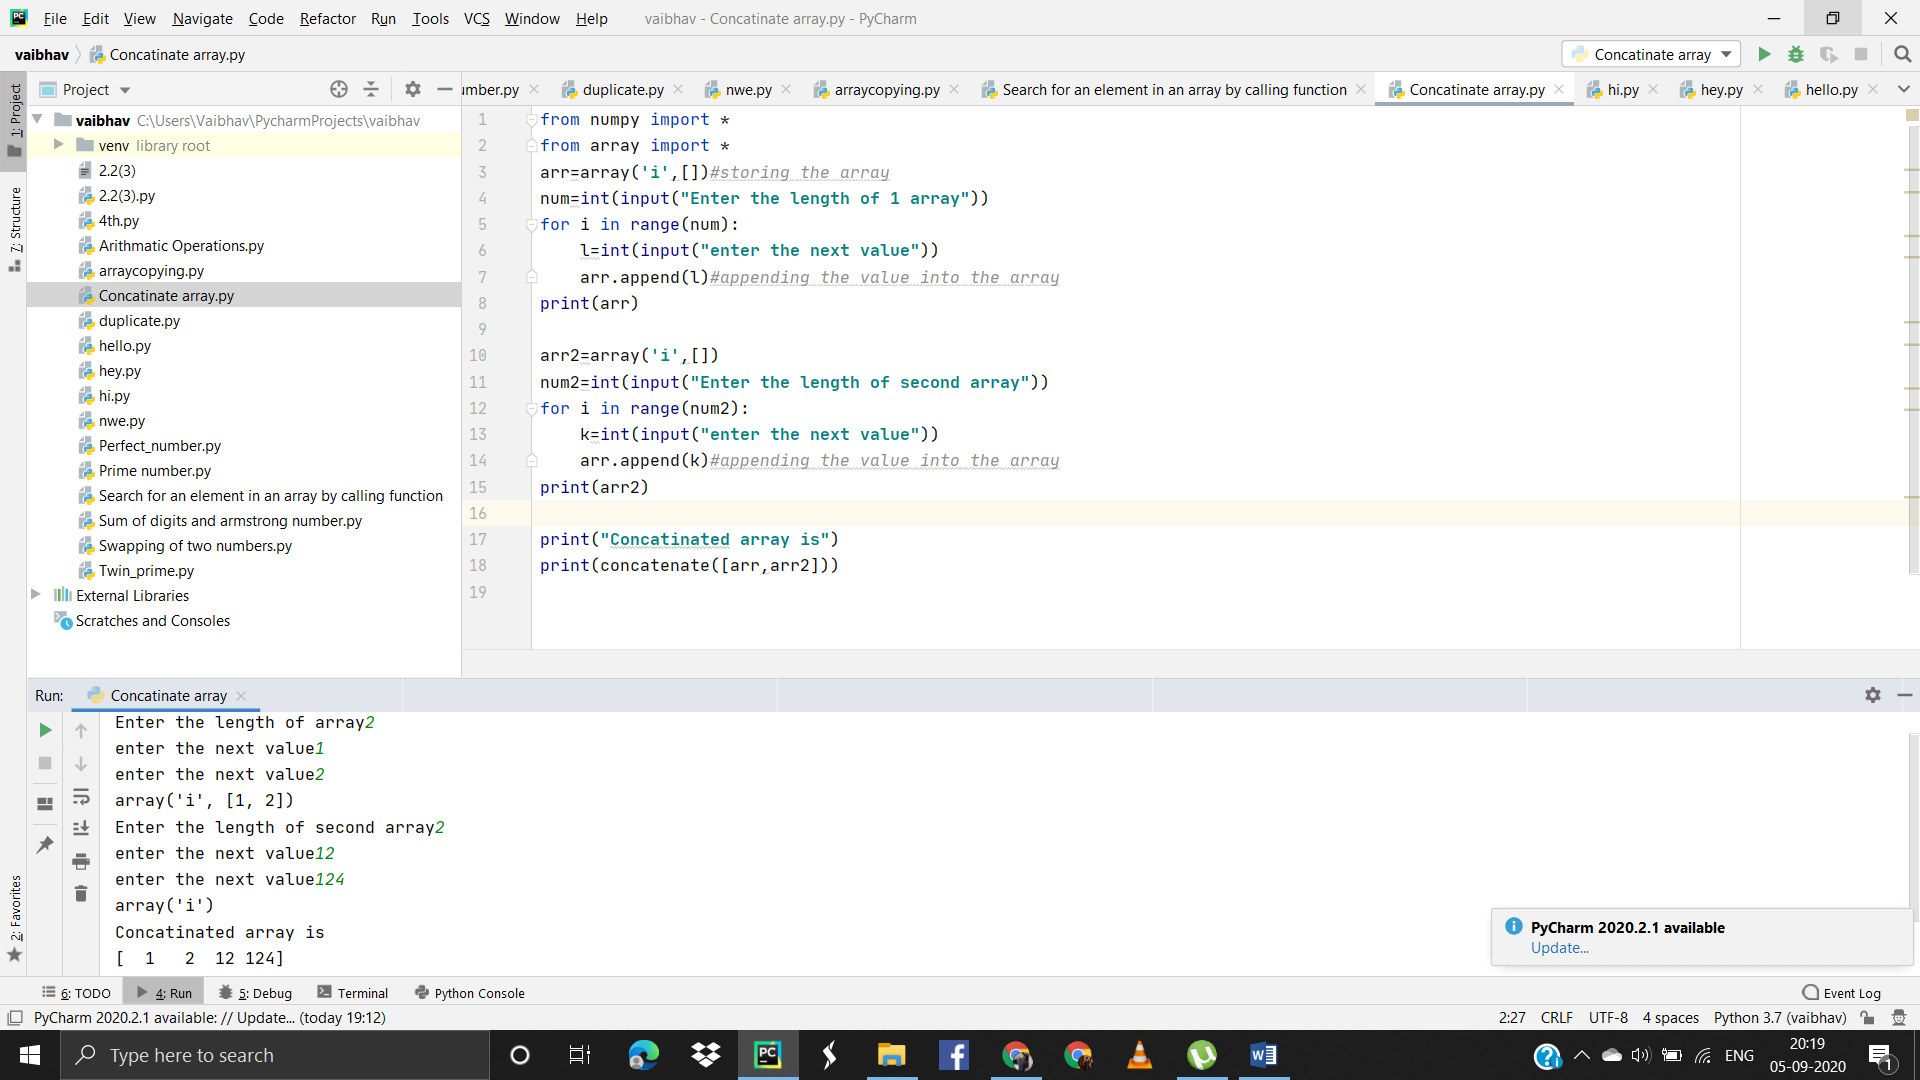 File Edit View Navigate Code Refactor Run Tools VCS Window Help vaibhav - Concatinate array.py - PyCharm
vaibhav Concatinate array.py Concatinate array
Project umber.py duplicate.py nwe.py arraycopying.py Search for an element in an array by calling function Concatinate array.py hi.py hey.py hello.py
1: Project
7: Structure
2: Favorites
vaibhav C:\Users\Vaibhav\PycharmProjects\vaibhav
venv library root
2.2(3)
2.2(3).py
4th.py
Arithmatic Operations.py
arraycopying.py
Concatinate array.py
duplicate.py
hello.py
hey.py
hi.py
nwe.py
Perfect_number.py
Prime number.py
Search for an element in an array by calling function
Sum of digits and armstrong number.py
Swapping of two numbers.py
Twin_prime.py
External Libraries
Scratches and Consoles
1 from numpy import *
2 from array import *
3 arr=array('i',[])#storing the array
4 num=int(input("Enter the length of 1 array"))
5 for i in range(num):
6 l=int(input("enter the next value"))
7 arr.append(l)#appending the value into the array
8 print(arr)
9
10 arr2=array('i',[])
11 num2=int(input("Enter the length of second array"))
12 for i in range(num2):
13 k=int(input("enter the next value"))
14 arr.append(k)#appending the value into the array
15 print(arr2)
16
17 print("Concatinated array is")
18 print(concatenate([arr,arr2]))
19
Run: Concatinate array
Enter the length of array2
enter the next value1
enter the next value2
array('i', [1, 2])
Enter the length of second array2
enter the next value12
enter the next value124
array('i')
Concatinated array is
[  1   2  12 124]
PyCharm 2020.2.1 available
Update...
6: TODO 4: Run 5: Debug Terminal Python Console Event Log
PyCharm 2020.2.1 available: // Update... (today 19:12) 2:27 CRLF UTF-8 4 spaces Python 3.7 (vaibhav)
Type here to search ENG 20:19
05-09-2020 1